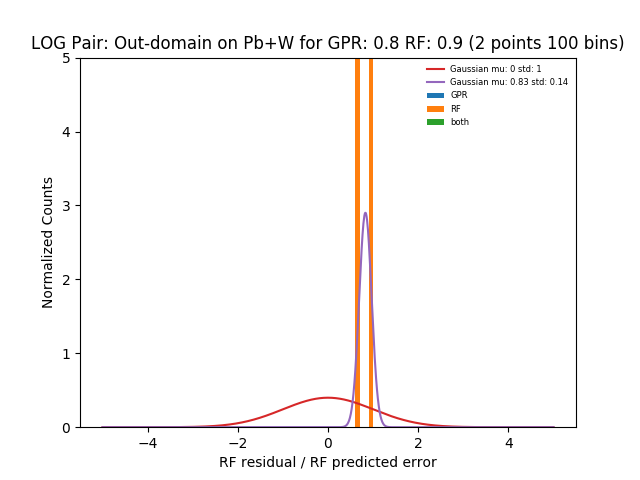 LOG Pair: Out-domain on Pb+W for GPR: 0.8 RF: 0.9 (2 points 100 bins)
Gaussian mu: 0 std: 1
Gaussian mu: 0.83 std: 0.14
GPR
RF
both
Normalized Counts
5
4
3
2
1
0
−4
−2
0
2
4
RF residual / RF predicted error